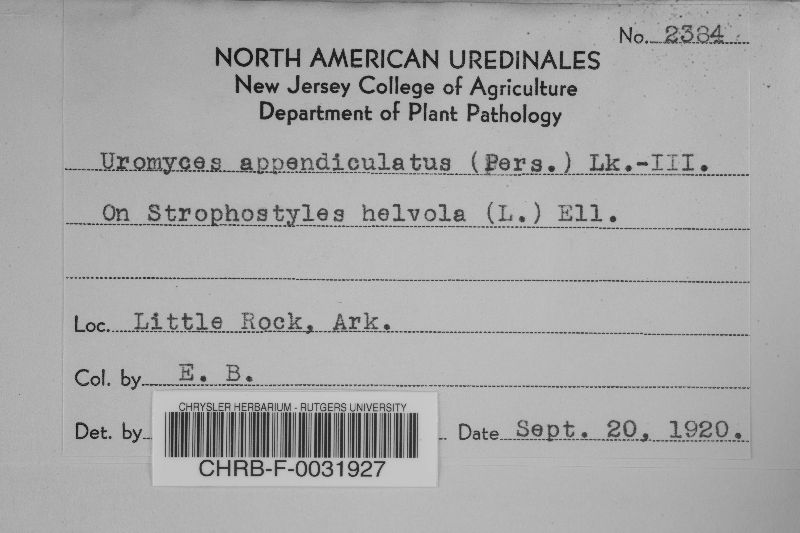 No. 2384
NORTH AMERICAN UREDINALES
New Jersey College of Agriculture
Department of Plant Pathology
Uromyces appendiculatus (Pers.) Lk.-III.
On Strophostyles helvola (L.) Ell.
Loc. Little Rock, Ark.
Col. by E. B.
Det. by
Date Sept. 20, 1920.
CHRYSLER HERBARIUM - RUTGERS UNIVERSITY
CHRB-F-0031927